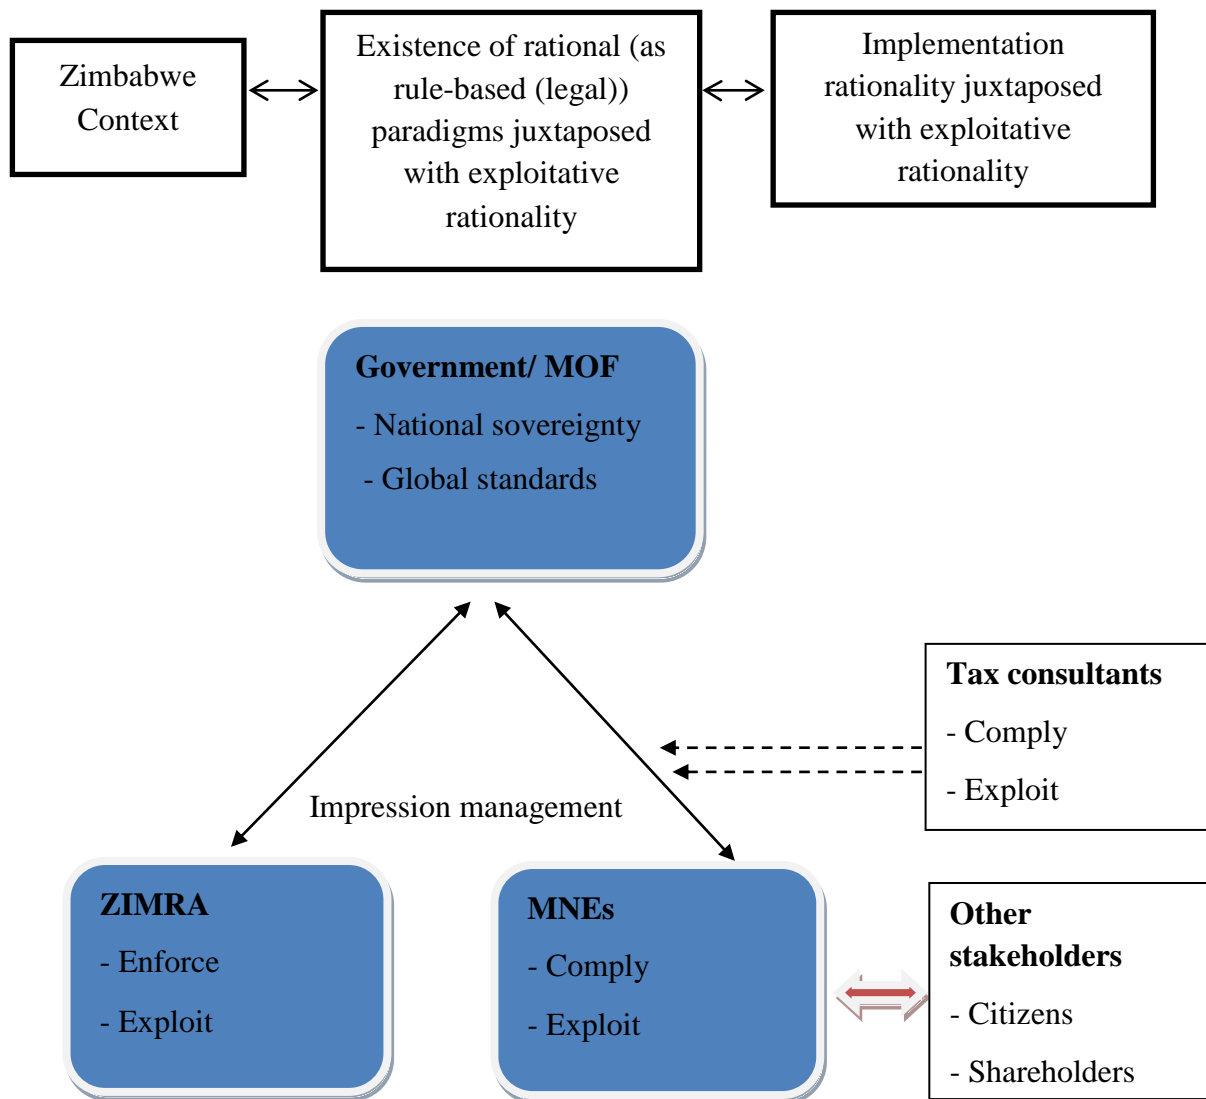 Zimbabwe
Context
Existence of rational (as
rule-based (legal))
paradigms juxtaposed
with exploitative
rationality
Implementation
rationality juxtaposed
with exploitative
rationality
Government/ MOF
- National sovereignty
- Global standards
Tax consultants
- Comply
- Exploit
Impression management
ZIMRA
- Enforce
- Exploit
MNEs
- Comply
- Exploit
Other
stakeholders
- Citizens
- Shareholders